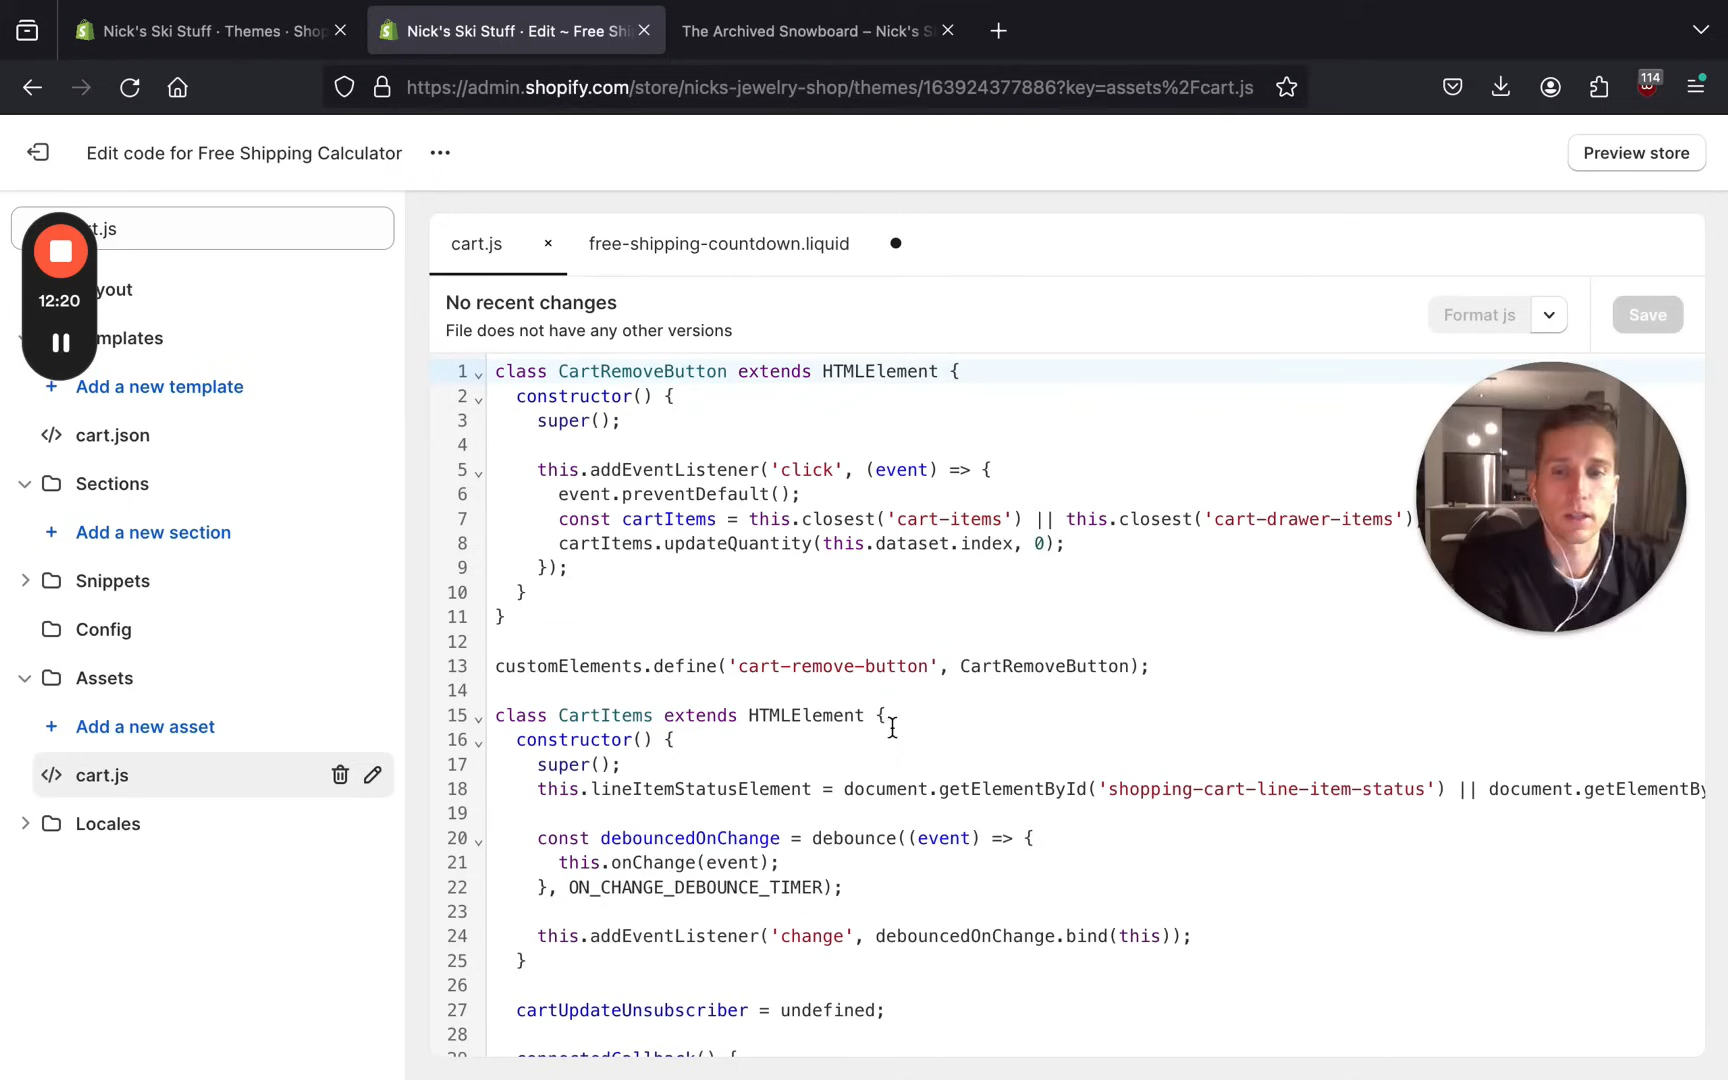 Nick's Ski Stuff · Themes · Shop
Nick's Ski Stuff · Edit ~ Free Shi
The Archived Snowboard – Nick's S
https://admin.shopify.com/store/nicks-jewelry-shop/themes/163924377886?key=assets%2Fcart.js
114
Edit code for Free Shipping Calculator
Preview store
rt.js
12:20
yout
mplates
Add a new template
cart.json
Sections
Add a new section
Snippets
Config
Assets
Add a new asset
cart.js
Locales
cart.js
free-shipping-countdown.liquid
No recent changes
File does not have any other versions
Format js
Save
1 class CartRemoveButton extends HTMLElement {
2 constructor() {
3 super();
4
5 this.addEventListener('click', (event) => {
6 event.preventDefault();
7 const cartItems = this.closest('cart-items') || this.closest('cart-drawer-items')
8 cartItems.updateQuantity(this.dataset.index, 0);
9 });
10 }
11 }
12
13 customElements.define('cart-remove-button', CartRemoveButton);
14
15 class CartItems extends HTMLElement {
16 constructor() {
17 super();
18 this.lineItemStatusElement = document.getElementById('shopping-cart-line-item-status') || document.getElementBy
19
20 const debouncedOnChange = debounce((event) => {
21 this.onChange(event);
22 }, ON_CHANGE_DEBOUNCE_TIMER);
23
24 this.addEventListener('change', debouncedOnChange.bind(this));
25 }
26
27 cartUpdateUnsubscriber = undefined;
28
29 connectedCallback() {